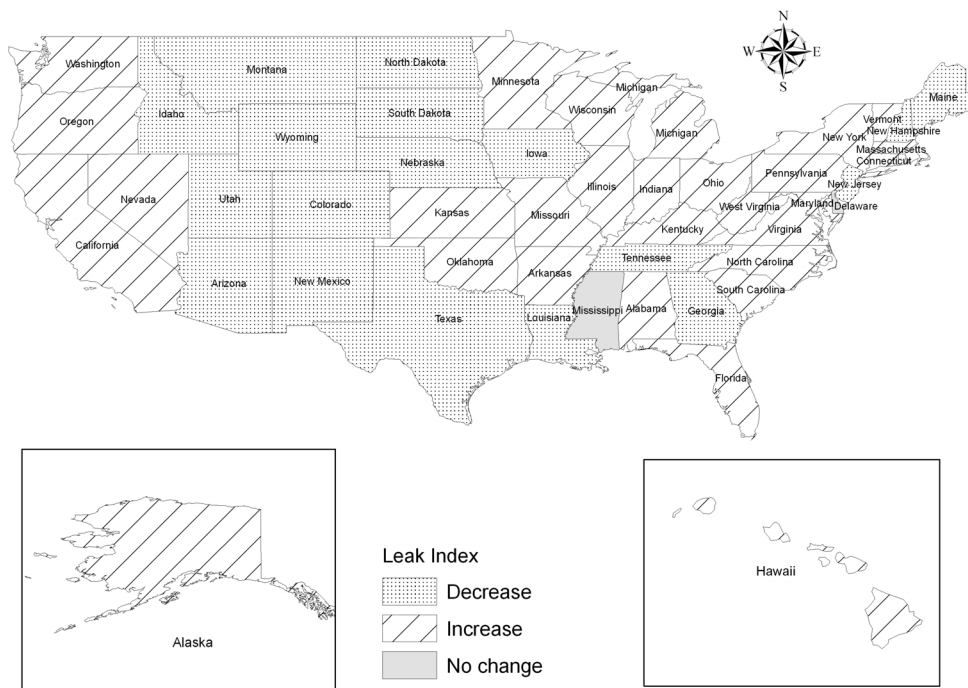 N
W E
S
Washington
Montana
North Dakota
Minnesota
Michigan
Maine
Oregon
Idaho
South Dakota
Wisconsin
Michigan
Vermont
New Hampshire
New York
Massachusetts
Connecticut
Wyoming
Iowa
Nebraska
Nevada
Utah
Colorado
Kansas
Missouri
Illinois
Indiana
Ohio
Pennsylvania
New Jersey
West Virginia
Maryland
Delaware
California
Kentucky
Virginia
Arizona
New Mexico
Oklahoma
Arkansas
Tennessee
North Carolina
South Carolina
Texas
Louisiana
Mississippi
Alabama
Georgia
Florida
Alaska
Leak Index
Decrease
Increase
No change
Hawaii